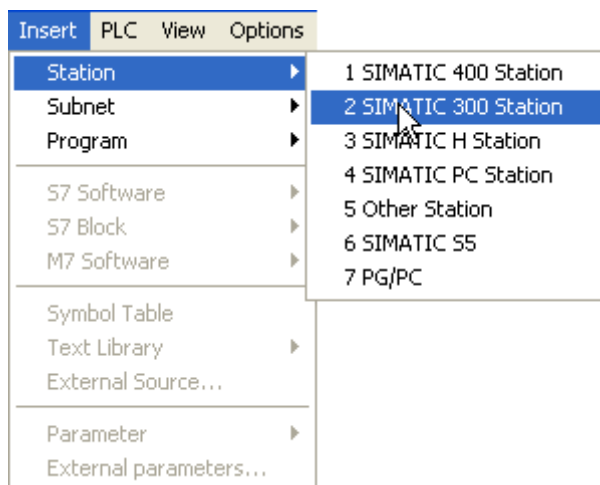 Insert PLC View Options
Station
Subnet
Program
S7 Software
S7 Block
M7 Software
Symbol Table
Text Library
External Source...
Parameter
External parameters...
1 SIMATIC 400 Station
2 SIMATIC 300 Station
3 SIMATIC H Station
4 SIMATIC PC Station
5 Other Station
6 SIMATIC S5
7 PG/PC